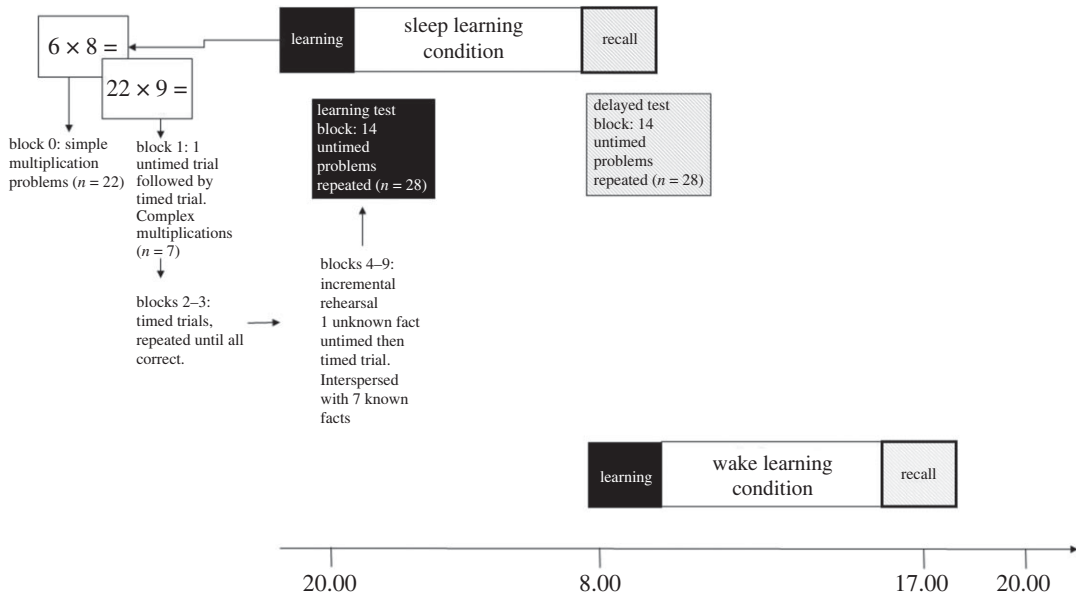 6 × 8 =
22 × 9 =
block 0: simple
multiplication
problems (n = 22)
block 1: 1
untimed trial
followed by
timed trial.
Complex
multiplications
(n = 7)
blocks 2–3:
timed trials,
repeated until all
correct.
learning
sleep learning
condition
recall
learning test
block: 14
untimed
problems
repeated (n = 28)
delayed test
block: 14
untimed
problems
repeated (n = 28)
blocks 4–9:
incremental
rehearsal
1 unknown fact
untimed then
timed trial.
Interspersed
with 7 known
facts
learning
wake learning
condition
recall
20.00
8.00
17.00
20.00